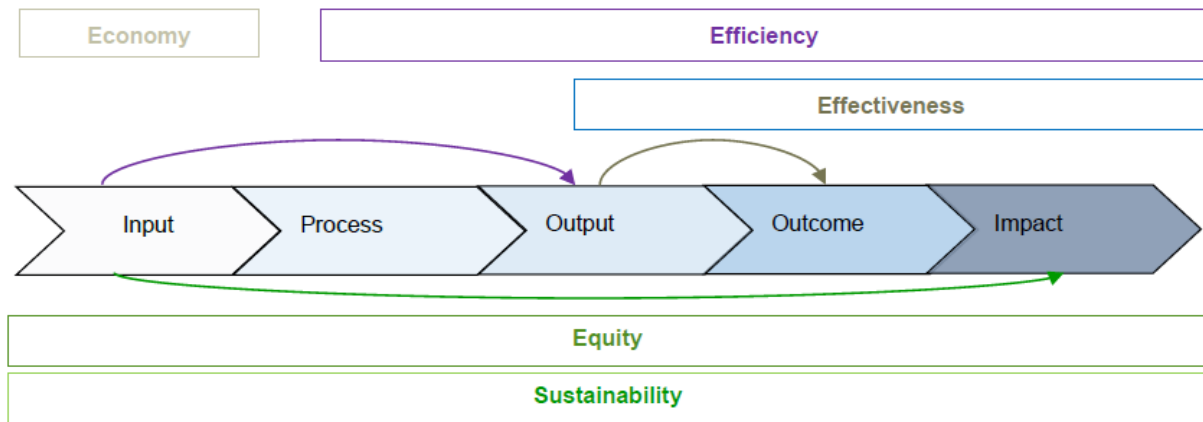 Economy
Efficiency
Effectiveness
Input
Process
Output
Outcome
Impact
Equity
Sustainability